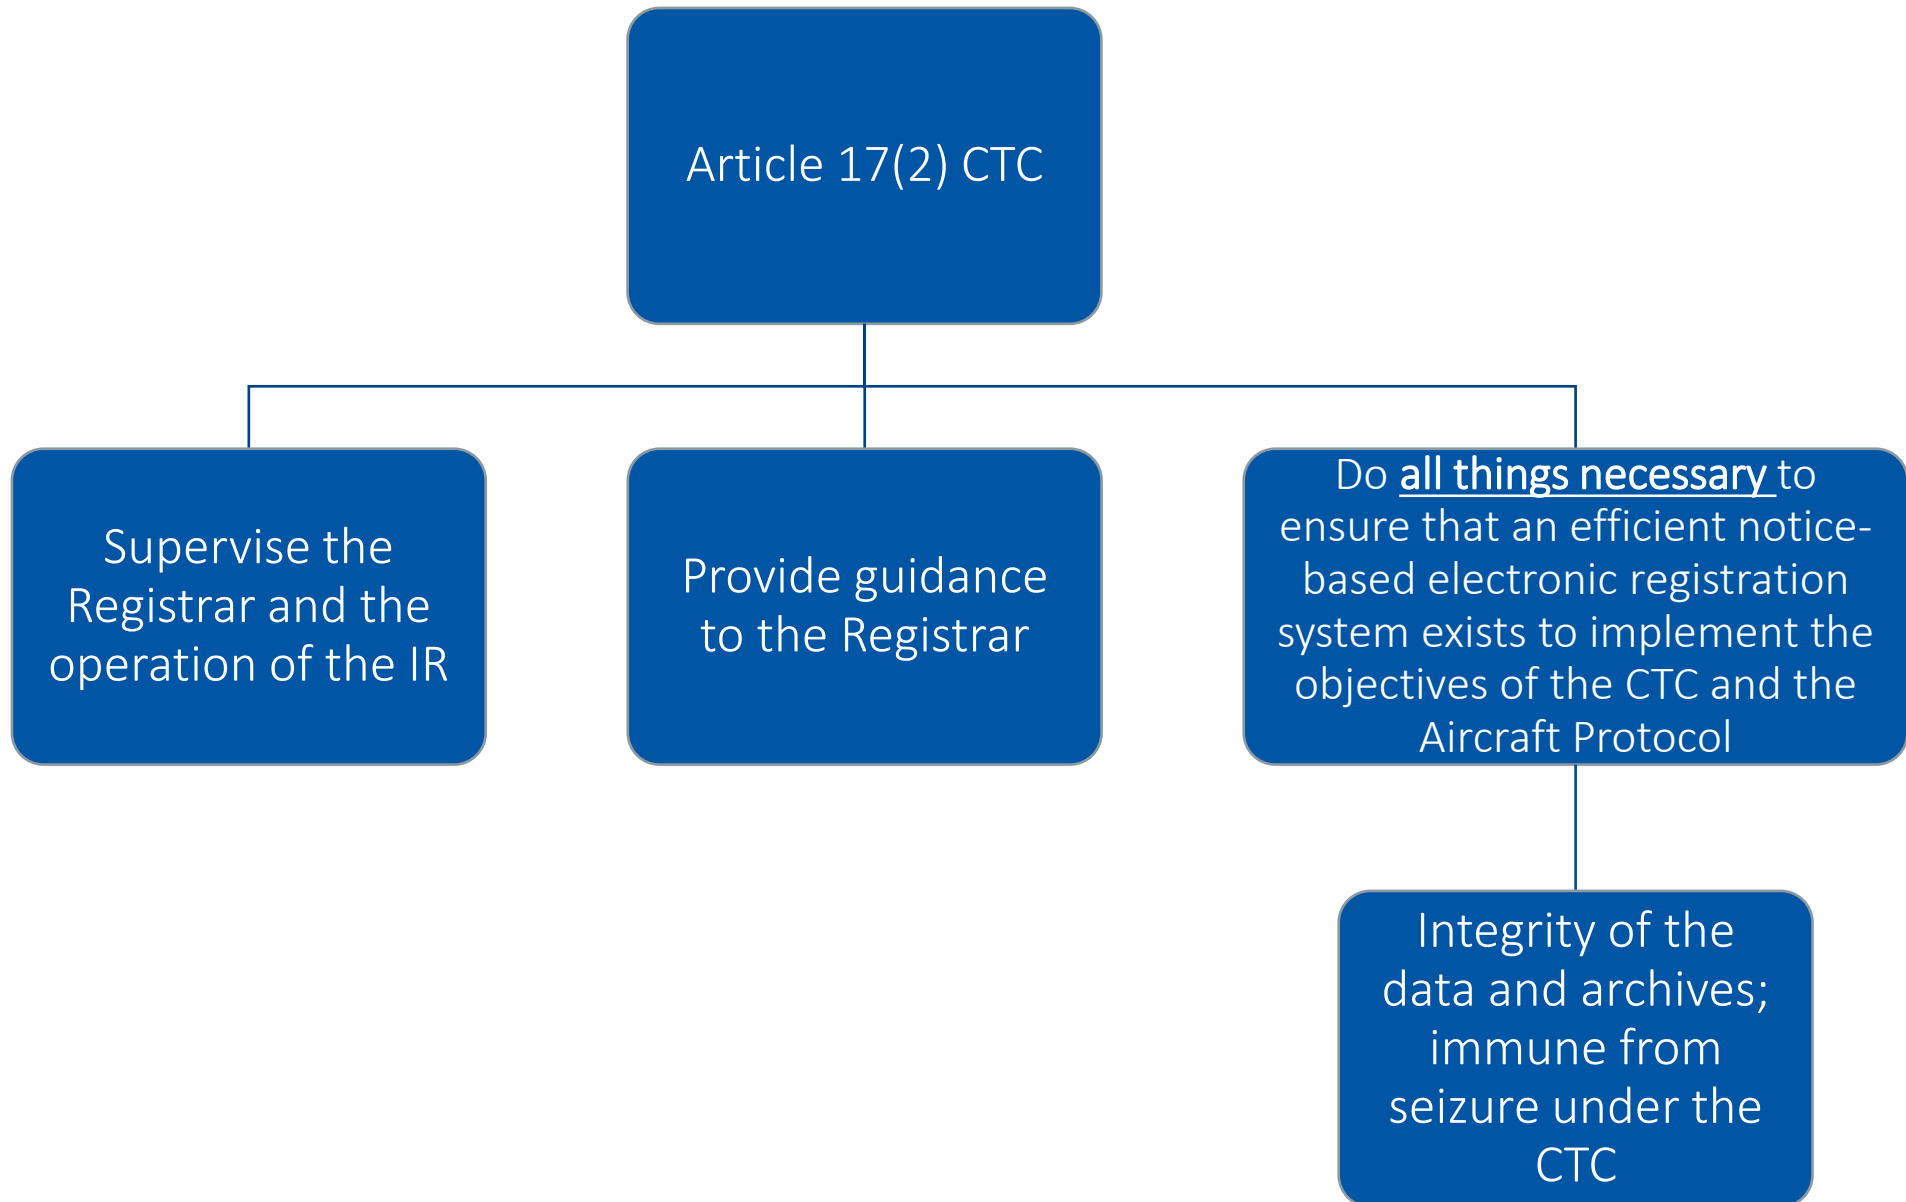 Article 17(2) CTC
Supervise the
Registrar and the
operation of the IR
Provide guidance
to the Registrar
Do all things necessary to
ensure that an efficient notice-
based electronic registration
system exists to implement the
objectives of the CTC and the
Aircraft Protocol
Integrity of the
data and archives;
immune from
seizure under the
CTC